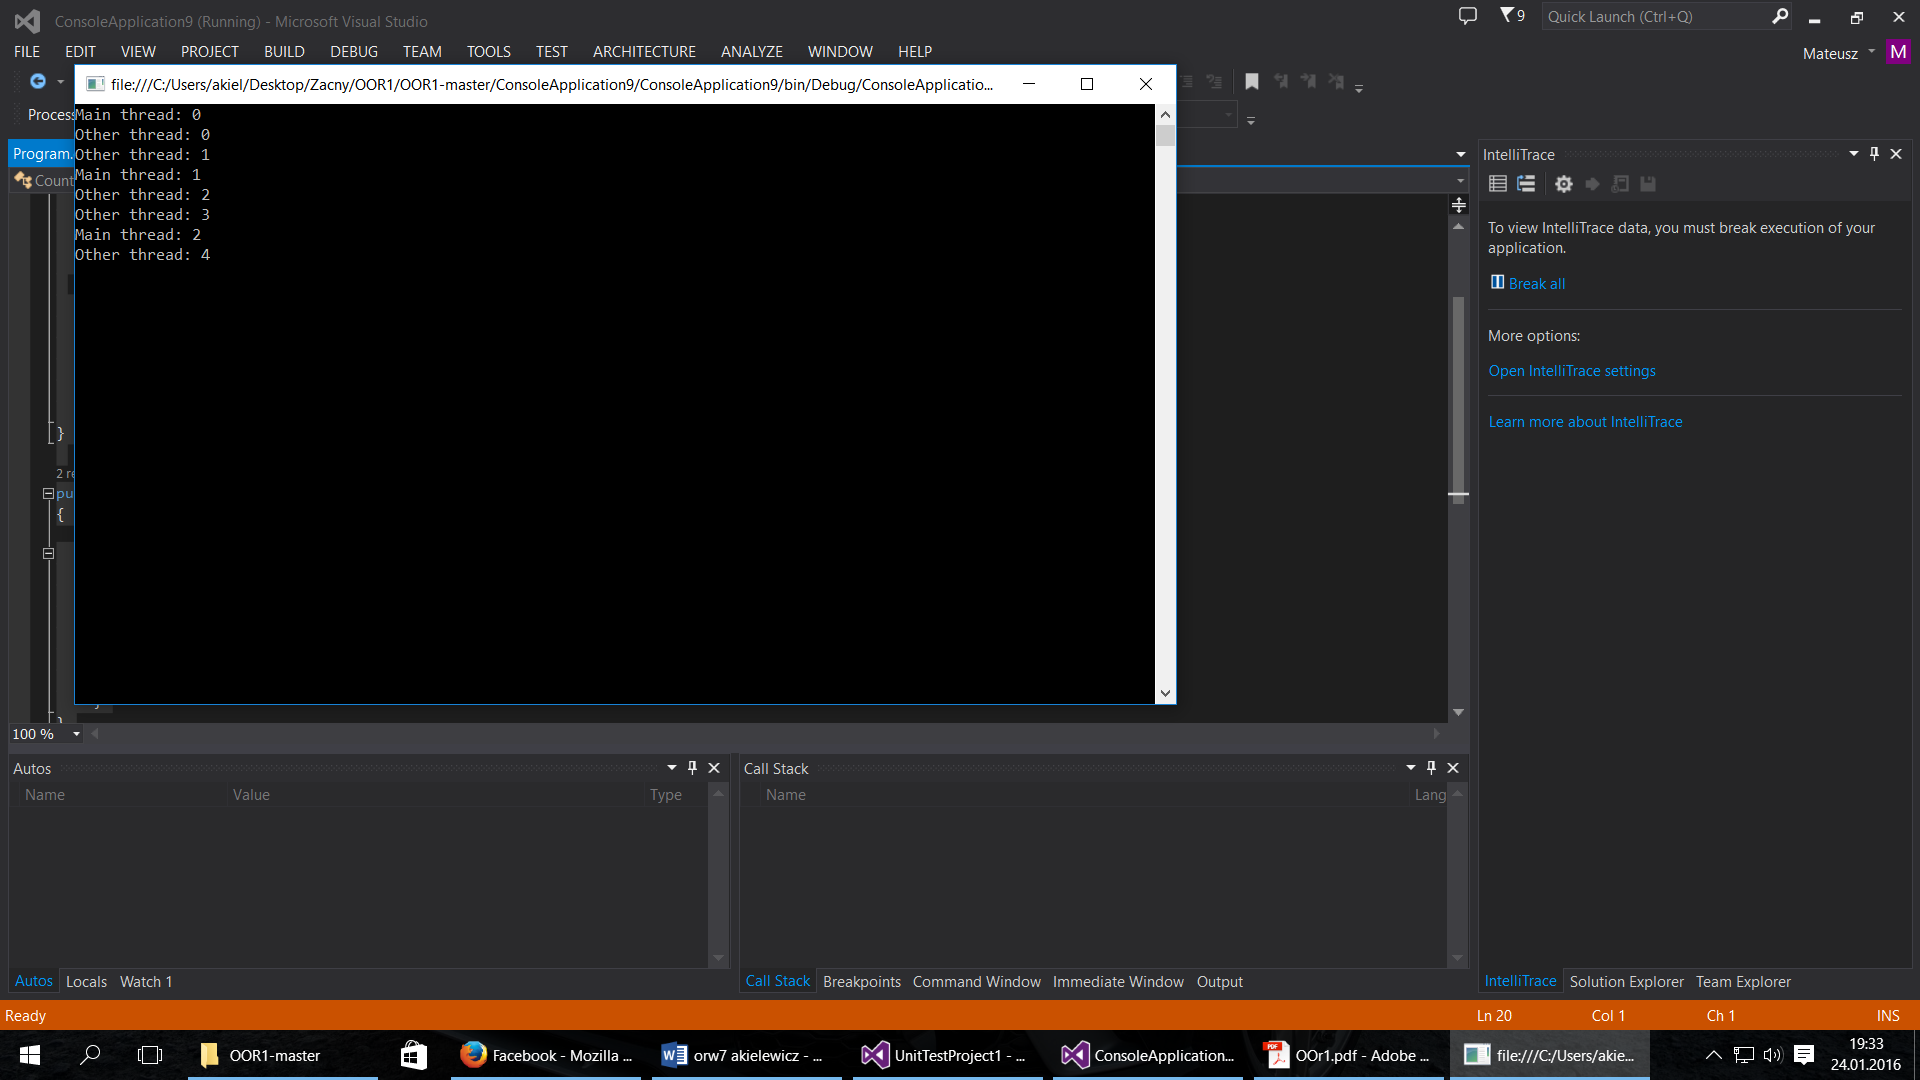 ConsoleApplication9 (Running) - Microsoft Visual Studio
9
Quick Launch (Ctrl+Q)
FILE EDIT VIEW PROJECT BUILD DEBUG TEAM TOOLS TEST ARCHITECTURE ANALYZE WINDOW HELP
Mateusz M
file:///C:/Users/akiel/Desktop/Zacny/OOR1/OOR1-master/ConsoleApplication9/ConsoleApplication9/bin/Debug/ConsoleApplicatio...
Process
Main thread: 0
Other thread: 0
Other thread: 1
Main thread: 1
Other thread: 2
Other thread: 3
Main thread: 2
Other thread: 4
Program.
Count
}
2 re
pu
{
}
100 %
IntelliTrace
To view IntelliTrace data, you must break execution of your
application.
Break all
More options:
Open IntelliTrace settings
Learn more about IntelliTrace
Autos
Name Value Type
Autos Locals Watch 1
Call Stack
Name Lang
Call Stack Breakpoints Command Window Immediate Window Output
IntelliTrace Solution Explorer Team Explorer
Ready Ln 20 Col 1 Ch 1 INS
OOR1-master Facebook - Mozilla ... orw7 akielewicz - ... UnitTestProject1 - ... ConsoleApplication... OOr1.pdf - Adobe ... file:///C:/Users/akie...
19:33
24.01.2016